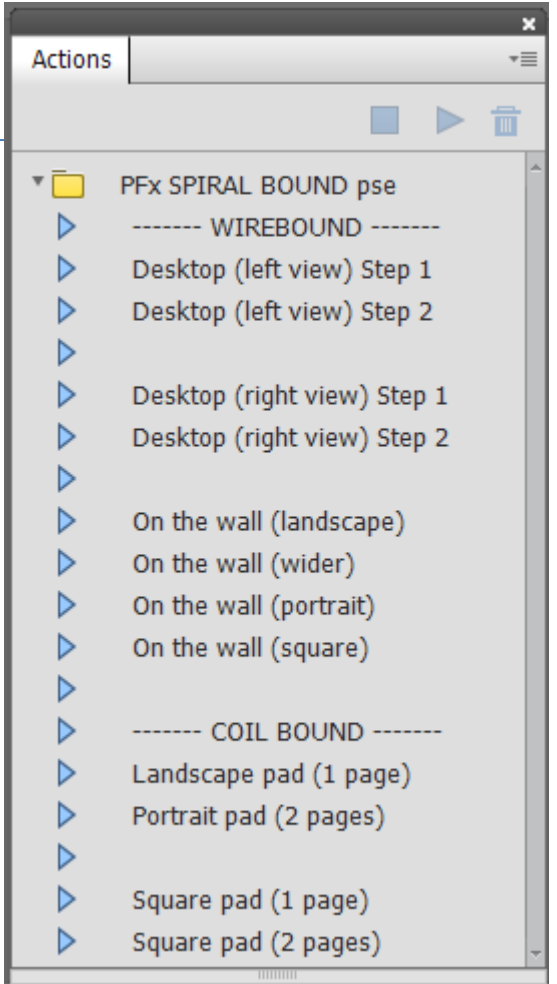 Actions
PFx SPIRAL BOUND pse
------- WIREBOUND -------
Desktop (left view) Step 1
Desktop (left view) Step 2
Desktop (right view) Step 1
Desktop (right view) Step 2
On the wall (landscape)
On the wall (wider)
On the wall (portrait)
On the wall (square)
------- COIL BOUND -------
Landscape pad (1 page)
Portrait pad (2 pages)
Square pad (1 page)
Square pad (2 pages)